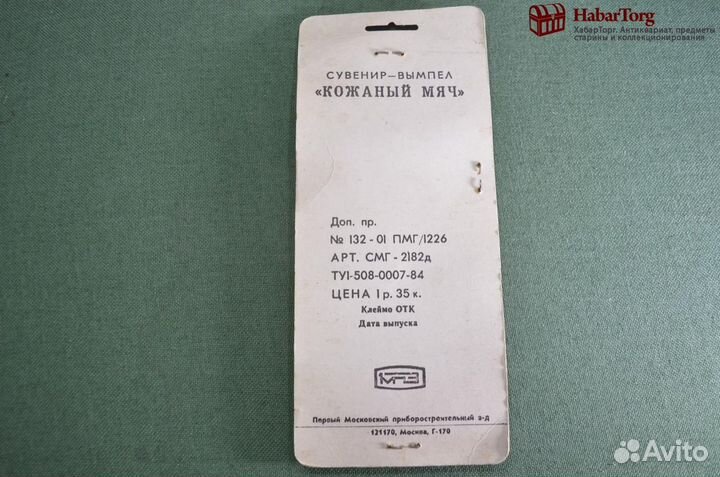 HabarTorg
ХабарТорг. Антиквариат, предметы
старины и коллекционирования
СУВЕНИР-ВЫМПЕЛ
«КОЖАНЫЙ МЯЧ»
Доп. пр.
№ 132-01 ПМГ/1226
АРТ. СМГ-2182д
ТУ1-508-0007-84
ЦЕНА 1 р. 35 к.
Клеймо ОТК
Дата выпуска
1МПЗ
Первый Московский приборостроительный з-д
121170, Москва, Г-170
Avito